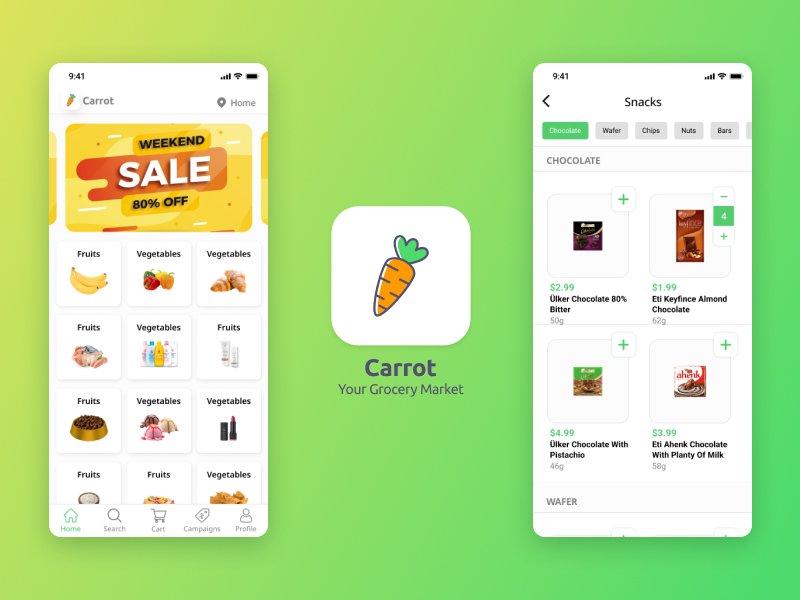 9:41
Carrot
Home
WEEKEND
SALE
80% OFF
Fruits
Vegetables
Vegetables
Fruits
Vegetables
Fruits
Fruits
Vegetables
Vegetables
Fruits
Fruits
Vegetables
Home
Search
Cart
Campaigns
Profile
Carrot
Your Grocery Market
9:41
Snacks
Chocolate
Wafer
Chips
Nuts
Bars
CHOCOLATE
4
$2.99
Ülker Chocolate 80%
Bitter
50g
$1.99
Eti Keyfince Almond
Chocolate
62g
ahenk
$4.99
Ülker Chocolate With
Pistachio
46g
$3.99
Eti Ahenk Chocolate
With Plenty Of Milk
58g
WAFER